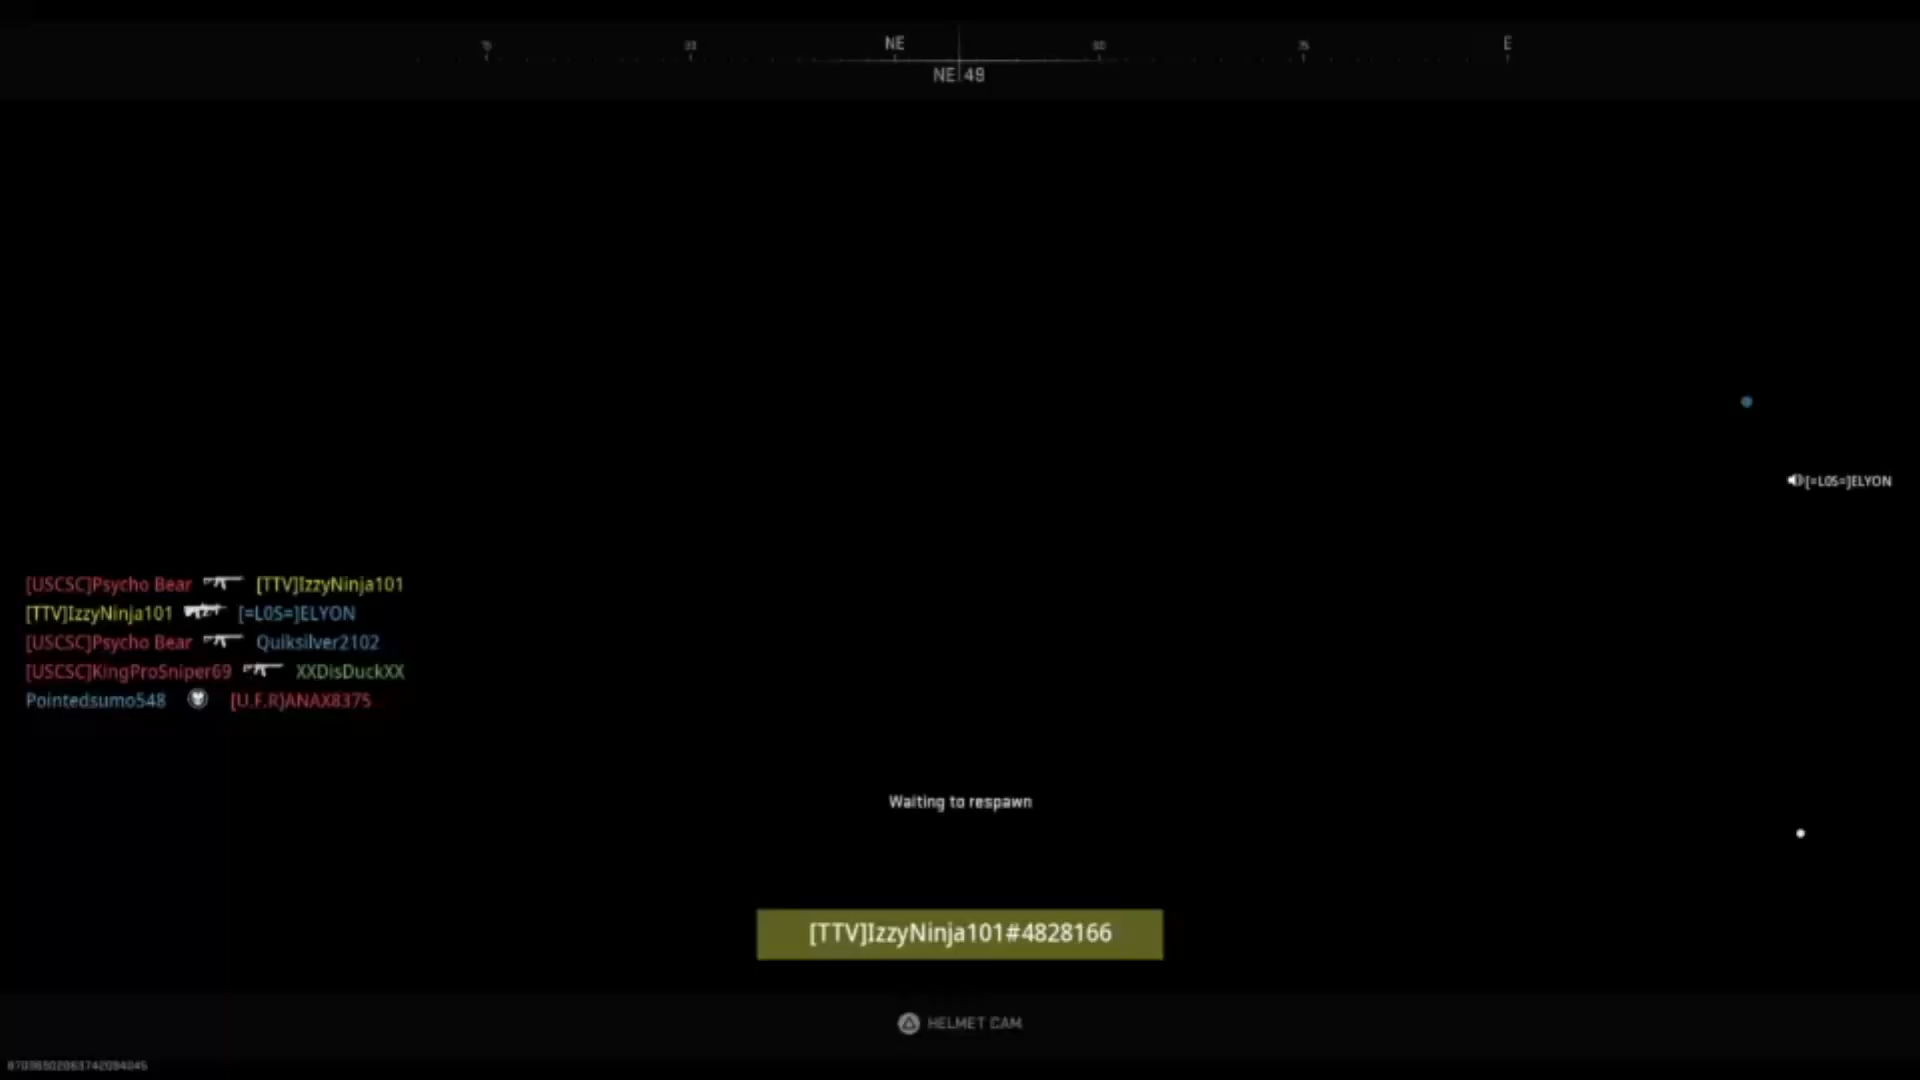 NE E
NE 49
[=L0S=]ELYON
[USCSC]Psycho Bear [TTV]IzzyNinja101
[TTV]IzzyNinja101 [=L0S=]ELYON
[USCSC]Psycho Bear Quiksilver2102
[USCSC]KingProSniper69 XXDisDuckXX
Pointedsumo548 [U.F.R]ANAX8375
Waiting to respawn
[TTV]IzzyNinja101#4828166
HELMET CAM